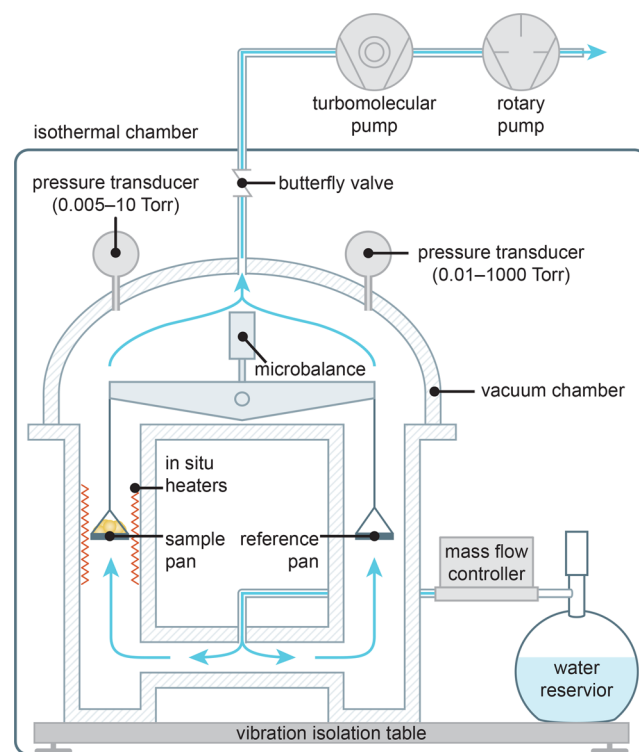 turbomolecular
pump
rotary
pump
isothermal chamber
pressure transducer
(0.005–10 Torr)
butterfly valve
pressure transducer
(0.01–1000 Torr)
microbalance
vacuum chamber
in situ
heaters
sample
pan
reference
pan
mass flow
controller
water
reservior
vibration isolation table